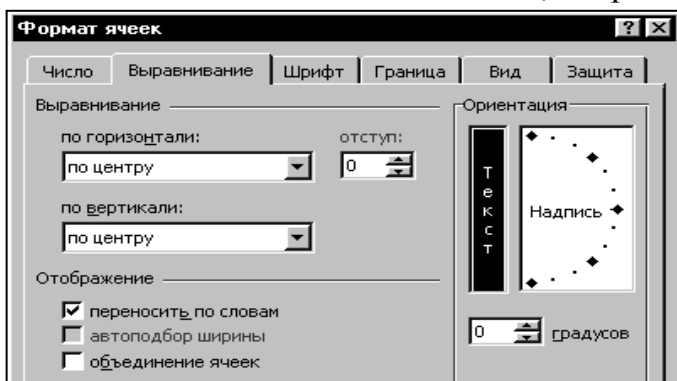 Формат ячеек
Число Выравнивание Шрифт Граница Вид Защита
Выравнивание
по горизонтали: отступ:
по центру 0
по вертикали:
по центру
Отображение
переносить по словам
автоподбор ширины
объединение ячеек
Ориентация
Текст
Надпись
0 градусов